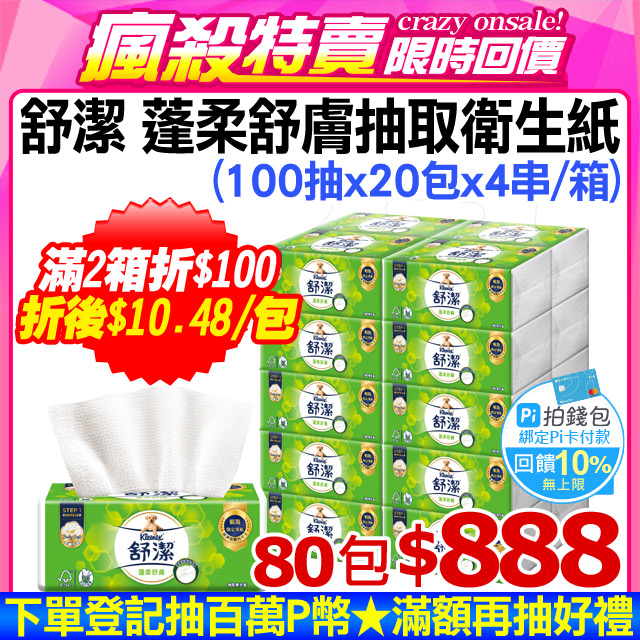 瘋殺特賣
crazy onsale!
限時回價
舒潔 蓬柔舒膚抽取衛生紙
(100抽x20包x4串/箱)
滿2箱折$100
折後$10.48/包
Kleenex
舒潔
蓬柔舒膚
STEP 1
Pi 拍錢包
綁定Pi卡付款
回饋10%
無上限
80包$888
下單登記抽百萬P幣★滿額再抽好禮